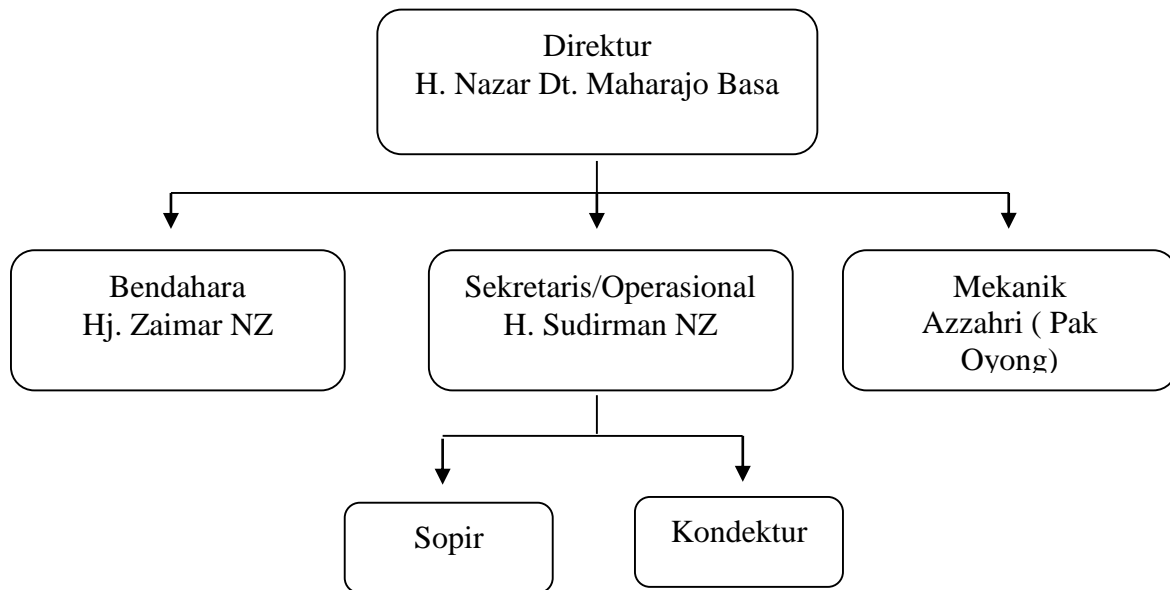 Direktur
H. Nazar Dt. Maharajo Basa
Bendahara
Hj. Zaimar NZ
Sekretaris/Operasional
H. Sudirman NZ
Mekanik
Azzahri ( Pak
Oyong)
Sopir
Kondektur